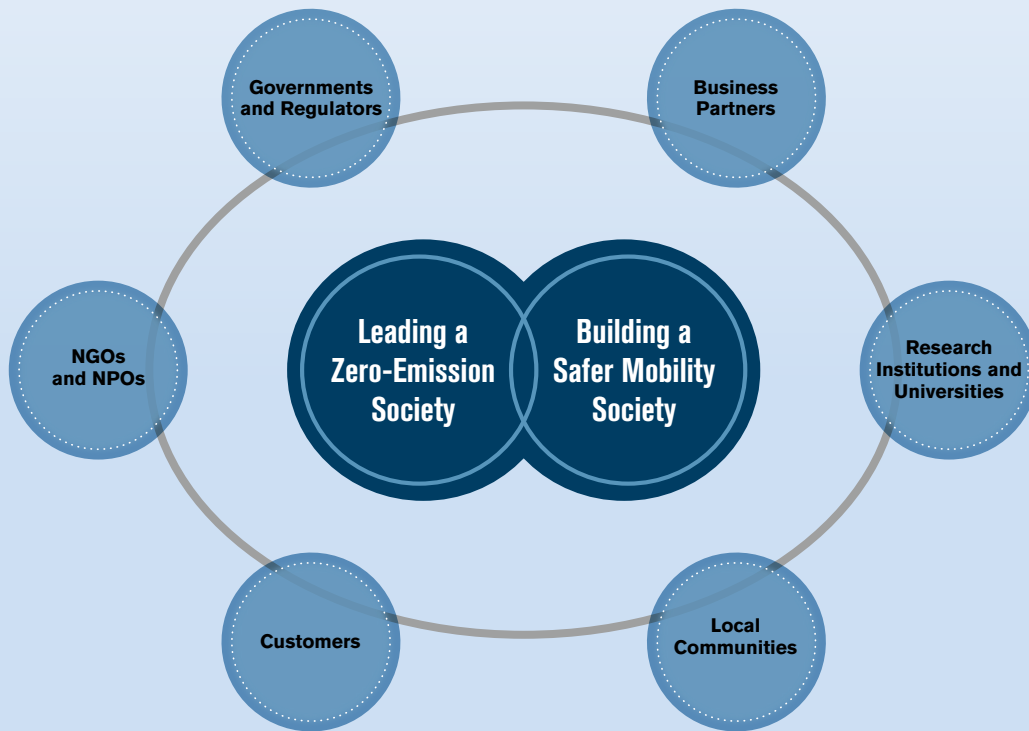 Governments
and Regulators
Business
Partners
NGOs
and NPOs
Leading a
Zero-Emission
Society
Building a
Safer Mobility
Society
Research
Institutions and
Universities
Customers
Local
Communities